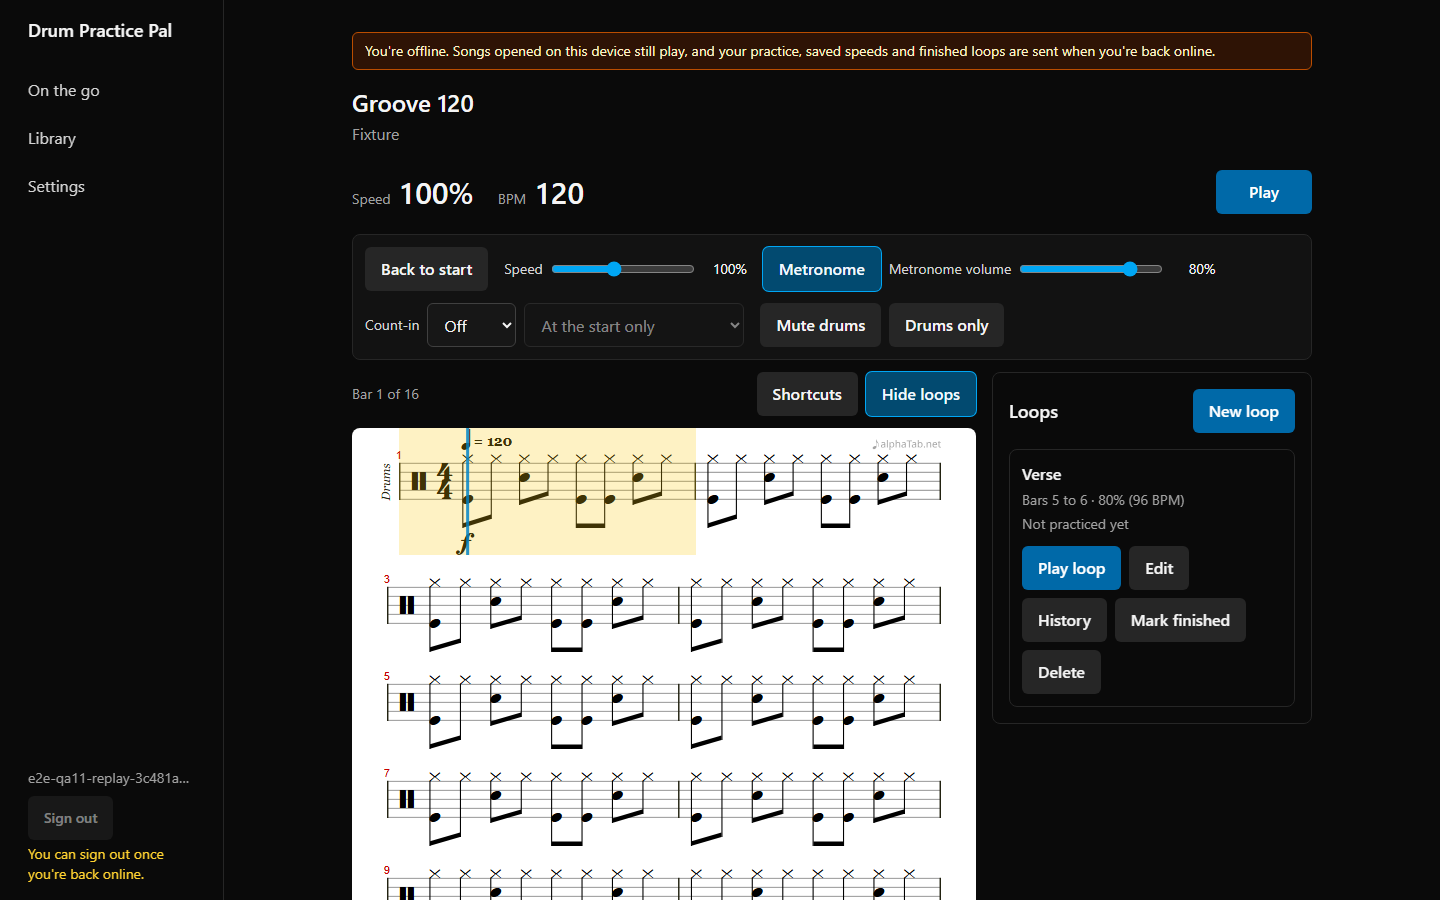 Drum Practice Pal
On the go
Library
Settings
e2e-qa11-replay-3c481a...
Sign out
You can sign out once
you're back online.
You're offline. Songs opened on this device still play, and your practice, saved speeds and finished loops are sent when you're back online.
Groove 120
Fixture
Speed 100% BPM 120
Play
Back to start Speed 100% Metronome Metronome volume 80%
Count-in Off At the start only Mute drums Drums only
Bar 1 of 16 Shortcuts Hide loops
= 120
alphaTab.net
1
Drums
4
4
f
3
5
7
9
Loops
New loop
Verse
Bars 5 to 6 · 80% (96 BPM)
Not practiced yet
Play loop Edit
History Mark finished
Delete